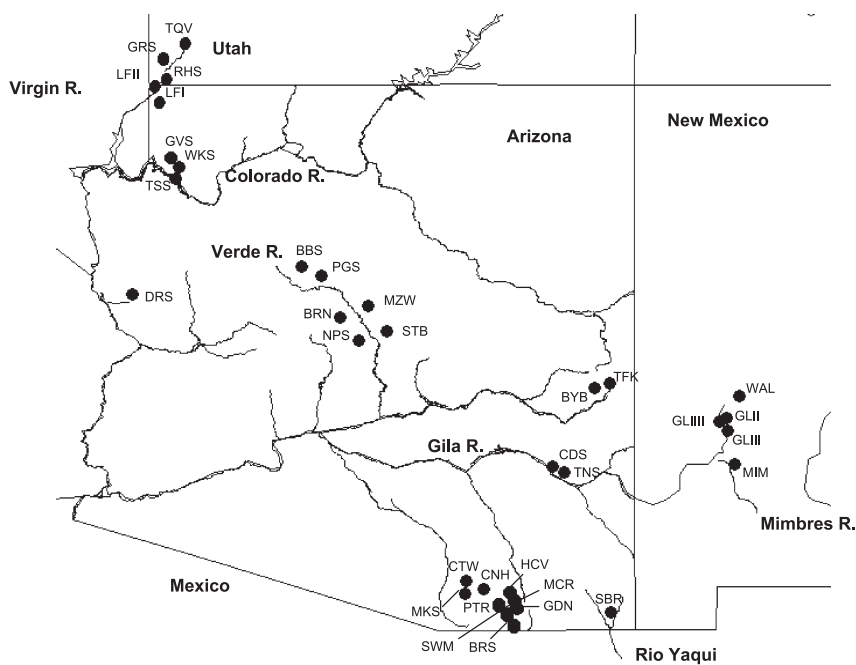 TQV
GRS
Utah
LFII
RHS
Virgin R.
LFI
New Mexico
Arizona
GVS
WKS
TSS
Colorado R.
Verde R.
BBS
PGS
DRS
MZW
BRN
STB
NPS
TFK
BYB
WAL
GLIIII
GLII
GLIII
Gila R.
CDS
TNS
MIM
Mimbres R.
Mexico
CTW
CNH
HCV
MCR
MKS
PTR
GDN
SBR
SWM
BRS
Rio Yaqui